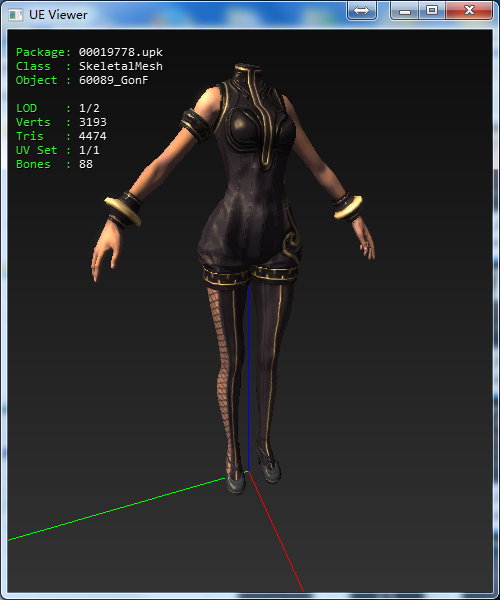 UE Viewer
Package: 00019778.upk
Class : SkeletalMesh
Object : 60089_GonF
LOD : 1/2
Verts : 3193
Tris : 4474
UV Set : 1/1
Bones : 88